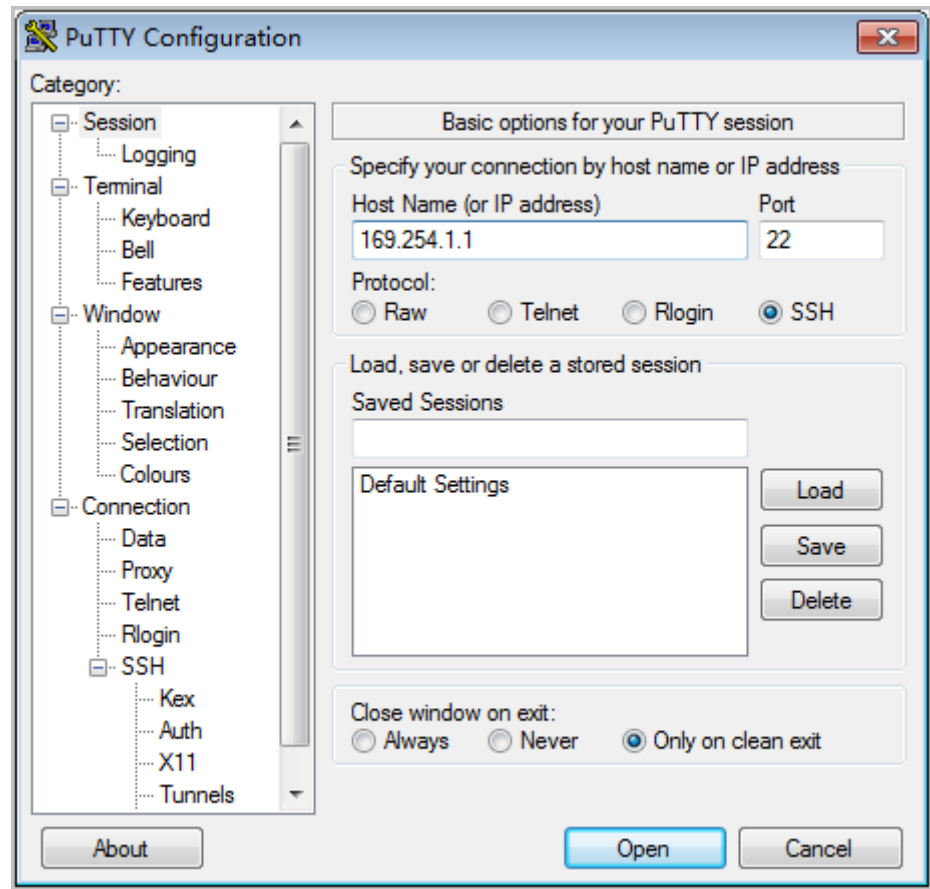 PuTTY Configuration
Category:
Session
Logging
Terminal
Keyboard
Bell
Features
Window
Appearance
Behaviour
Translation
Selection
Colours
Connection
Data
Proxy
Telnet
Rlogin
SSH
Kex
Auth
X11
Tunnels
Basic options for your PuTTY session
Specify your connection by host name or IP address
Host Name (or IP address) Port
169.254.1.1 22
Protocol:
Raw Telnet Rlogin SSH
Load, save or delete a stored session
Saved Sessions
Default Settings
Load
Save
Delete
Close window on exit:
Always Never Only on clean exit
About Open Cancel